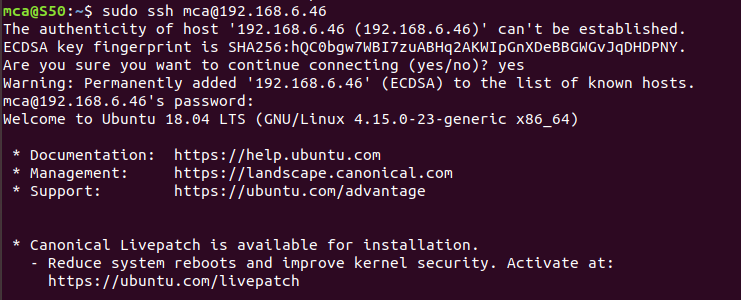 mca@S50:~$ sudo ssh mca@192.168.6.46
The authenticity of host '192.168.6.46 (192.168.6.46)' can't be established.
ECDSA key fingerprint is SHA256:hQC0bgw7WBI7zuABHq2AKWIpGnXDeBBGWGvJqDHDPNY.
Are you sure you want to continue connecting (yes/no)? yes
Warning: Permanently added '192.168.6.46' (ECDSA) to the list of known hosts.
mca@192.168.6.46's password:
Welcome to Ubuntu 18.04 LTS (GNU/Linux 4.15.0-23-generic x86_64)
* Documentation:  https://help.ubuntu.com
* Management:     https://landscape.canonical.com
* Support:        https://ubuntu.com/advantage
* Canonical Livepatch is available for installation.
- Reduce system reboots and improve kernel security. Activate at:
https://ubuntu.com/livepatch